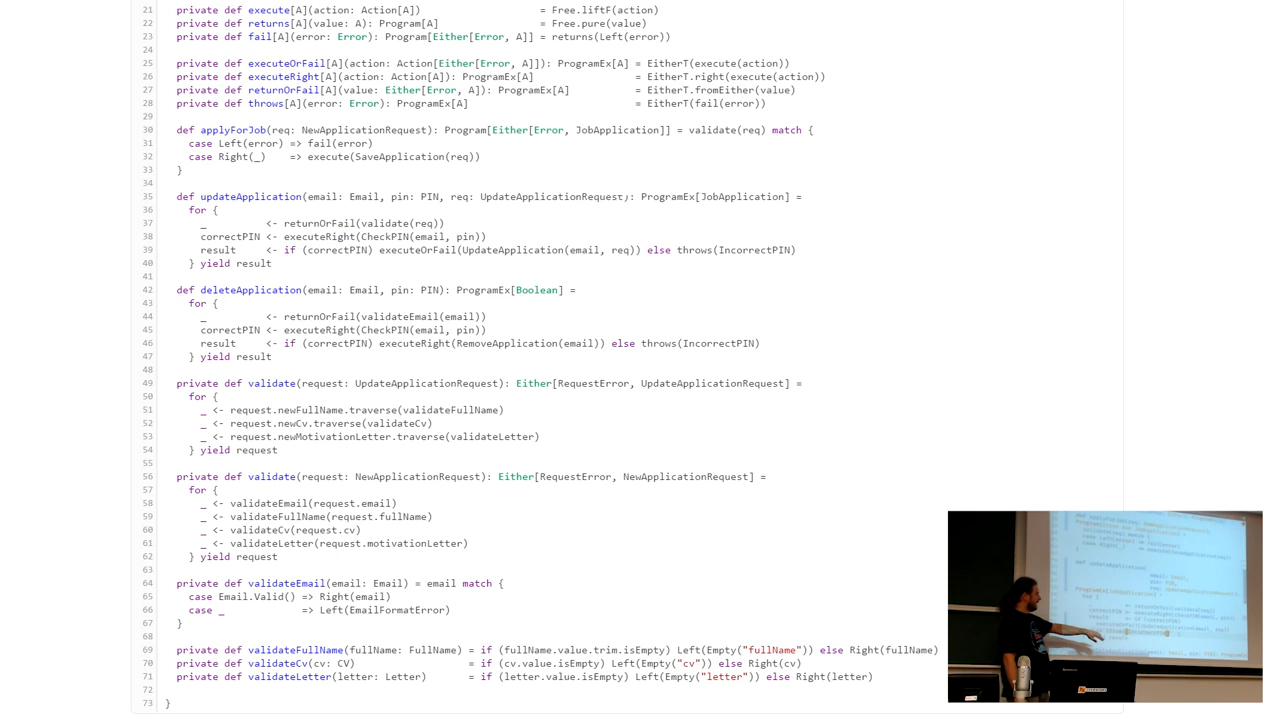 21 private def execute[A](action: Action[A]) = Free.liftF(action)
22 private def returns[A](value: A): Program[A] = Free.pure(value)
23 private def fail[A](error: Error): Program[Either[Error, A]] = returns(Left(error))
24
25 private def executeOrFail[A](action: Action[Either[Error, A]]): ProgramEx[A] = EitherT(execute(action))
26 private def executeRight[A](action: Action[A]): ProgramEx[A] = EitherT.right(execute(action))
27 private def returnOrFail[A](value: Either[Error, A]): ProgramEx[A] = EitherT.fromEither(value)
28 private def throws[A](error: Error): ProgramEx[A] = EitherT(fail(error))
29
30 def applyForJob(req: NewApplicationRequest): Program[Either[Error, JobApplication]] = validate(req) match {
31 case Left(error) => fail(error)
32 case Right(_) => execute(SaveApplication(req))
33 }
34
35 def updateApplication(email: Email, pin: PIN, req: UpdateApplicationRequest): ProgramEx[JobApplication] =
36 for {
37 _ <- returnOrFail(validate(req))
38 correctPIN <- executeRight(CheckPIN(email, pin))
39 result <- if (correctPIN) executeOrFail(UpdateApplication(email, req)) else throws(IncorrectPIN)
40 } yield result
41
42 def deleteApplication(email: Email, pin: PIN): ProgramEx[Boolean] =
43 for {
44 _ <- returnOrFail(validateEmail(email))
45 correctPIN <- executeRight(CheckPIN(email, pin))
46 result <- if (correctPIN) executeRight(RemoveApplication(email)) else throws(IncorrectPIN)
47 } yield result
48
49 private def validate(request: UpdateApplicationRequest): Either[RequestError, UpdateApplicationRequest] =
50 for {
51 _ <- request.newFullName.traverse(validateFullName)
52 _ <- request.newCv.traverse(validateCv)
53 _ <- request.newMotivationLetter.traverse(validateLetter)
54 } yield request
55
56 private def validate(request: NewApplicationRequest): Either[RequestError, NewApplicationRequest] =
57 for {
58 _ <- validateEmail(request.email)
59 _ <- validateFullName(request.fullName)
60 _ <- validateCv(request.cv)
61 _ <- validateLetter(request.motivationLetter)
62 } yield request
63
64 private def validateEmail(email: Email) = email match {
65 case Email.Valid() => Right(email)
66 case _ => Left(EmailFormatError)
67 }
68
69 private def validateFullName(fullName: FullName) = if (fullName.value.trim.isEmpty) Left(Empty("fullName")) else Right(fullName)
70 private def validateCv(cv: CV) = if (cv.value.isEmpty) Left(Empty("cv")) else Right(cv)
71 private def validateLetter(letter: Letter) = if (letter.value.isEmpty) Left(Empty("letter")) else Right(letter)
72
73 }